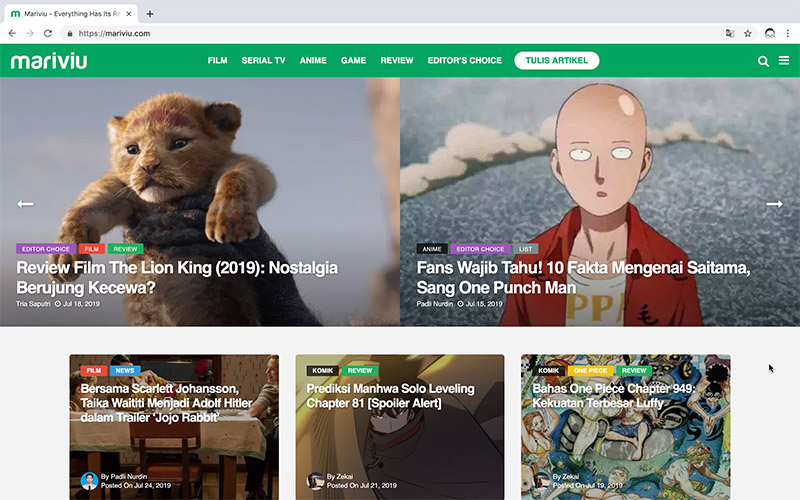 Mariviu - Everything Has Its Re
https://mariviu.com
mariviu
FILM SERIAL TV ANIME GAME REVIEW EDITOR'S CHOICE TULIS ARTIKEL
EDITOR CHOICE FILM REVIEW
Review Film The Lion King (2019): Nostalgia
Berujung Kecewa?
Tria Saputri Jul 18, 2019
ANIME EDITOR CHOICE LIST
Fans Wajib Tahu! 10 Fakta Mengenai Saitama,
Sang One Punch Man
Padli Nurdin Jul 15, 2019
PP
FILM NEWS
Bersama Scarlett Johansson,
Taika Waititi Menjadi Adolf Hitler
dalam Trailer 'Jojo Rabbit'
By Padli Nurdin
Posted On Jul 24, 2019
KOMIK REVIEW
Prediksi Manhwa Solo Leveling
Chapter 81 [Spoiler Alert]
By Zekai
Posted On Jul 21, 2019
KOMIK ONE PIECE REVIEW
Bahas One Piece Chapter 949:
Kekuatan Terbesar Luffy
By Zekai
Posted On Jul 19, 2019